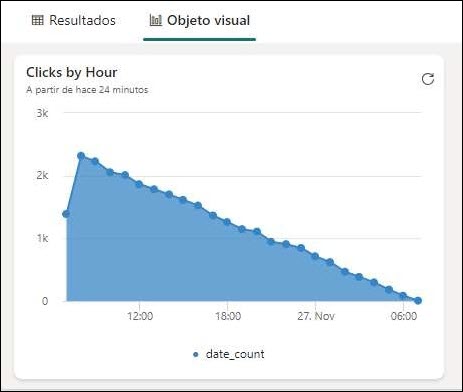 Resultados
Objeto visual
Clicks by Hour
A partir de hace 24 minutos
3k
2k
1k
0
12:00
18:00
27. Nov
06:00
date_count